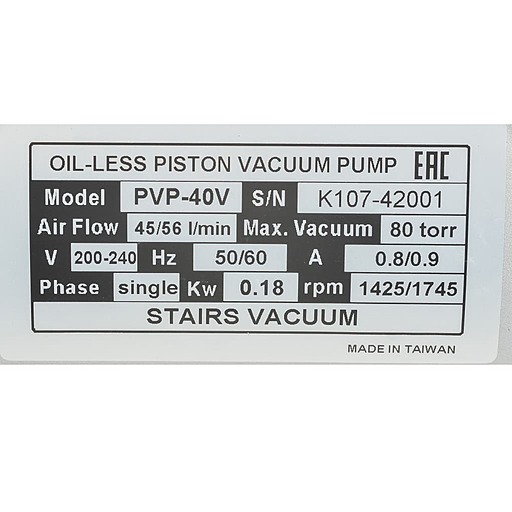 OIL-LESS PISTON VACUUM PUMP EAC
Model PVP-40V S/N K107-42001
Air Flow 45/56 l/min Max. Vacuum 80 torr
V 200-240 Hz 50/60 A 0.8/0.9
Phase single Kw 0.18 rpm 1425/1745
STAIRS VACUUM
MADE IN TAIWAN